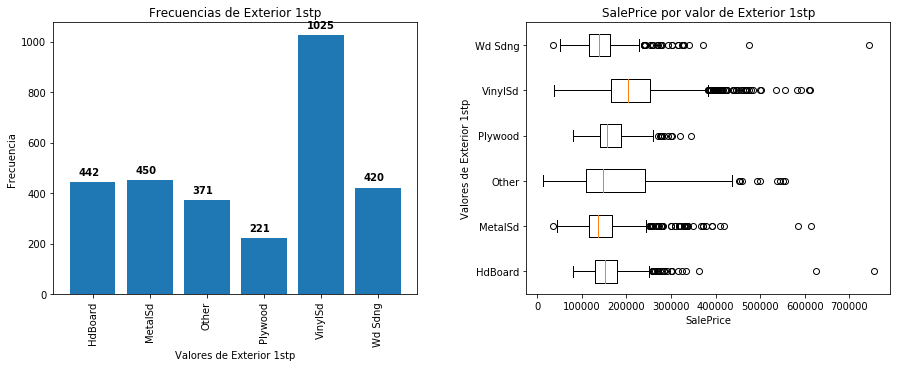 Frecuencias de Exterior 1stp
Frecuencia
1000
800
600
400
200
0
442
450
371
221
1025
420
HdBoard
MetalSd
Other
Plywood
VinylSd
Wd Sdng
Valores de Exterior 1stp
SalePrice por valor de Exterior 1stp
Valores de Exterior 1stp
Wd Sdng
VinylSd
Plywood
Other
MetalSd
HdBoard
0
100000
200000
300000
400000
500000
600000
700000
SalePrice